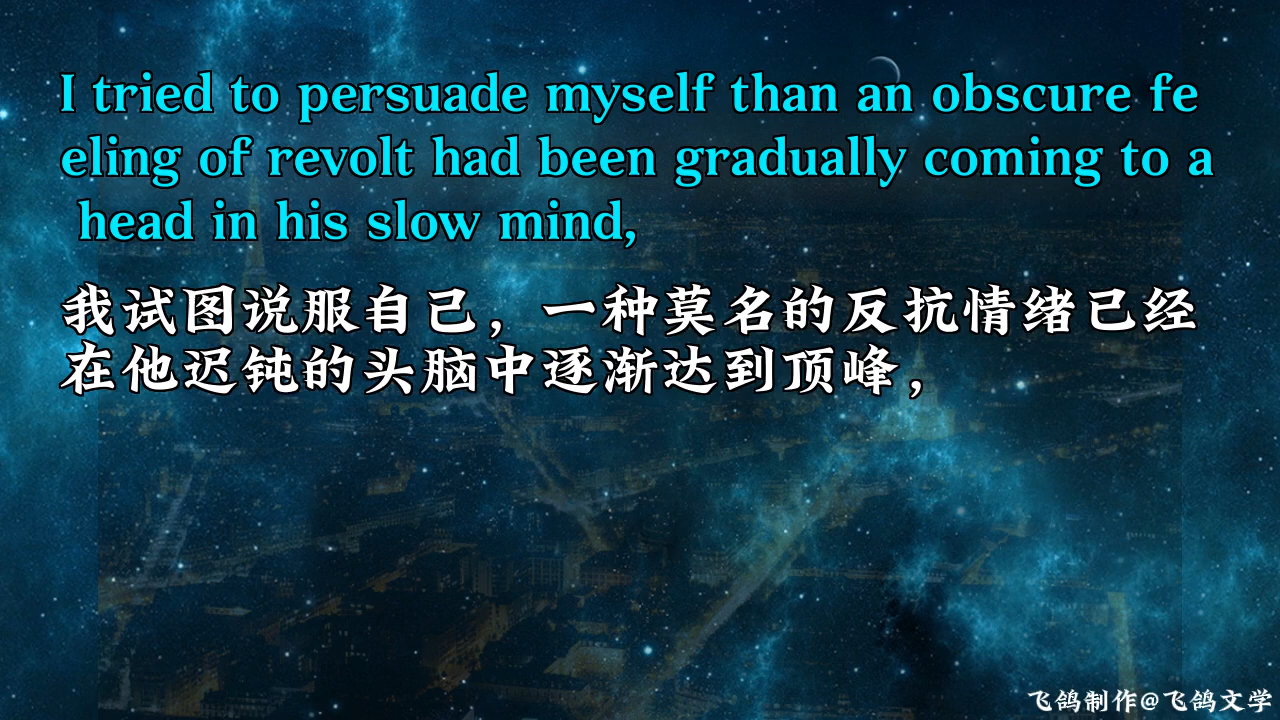 I tried to persuade myself than an obscure fe
eling of revolt had been gradually coming to a
head in his slow mind,
我试图说服自己，一种莫名的反抗情绪已经
在他迟钝的头脑中逐渐达到顶峰，
飞鸽制作@飞鸽文学